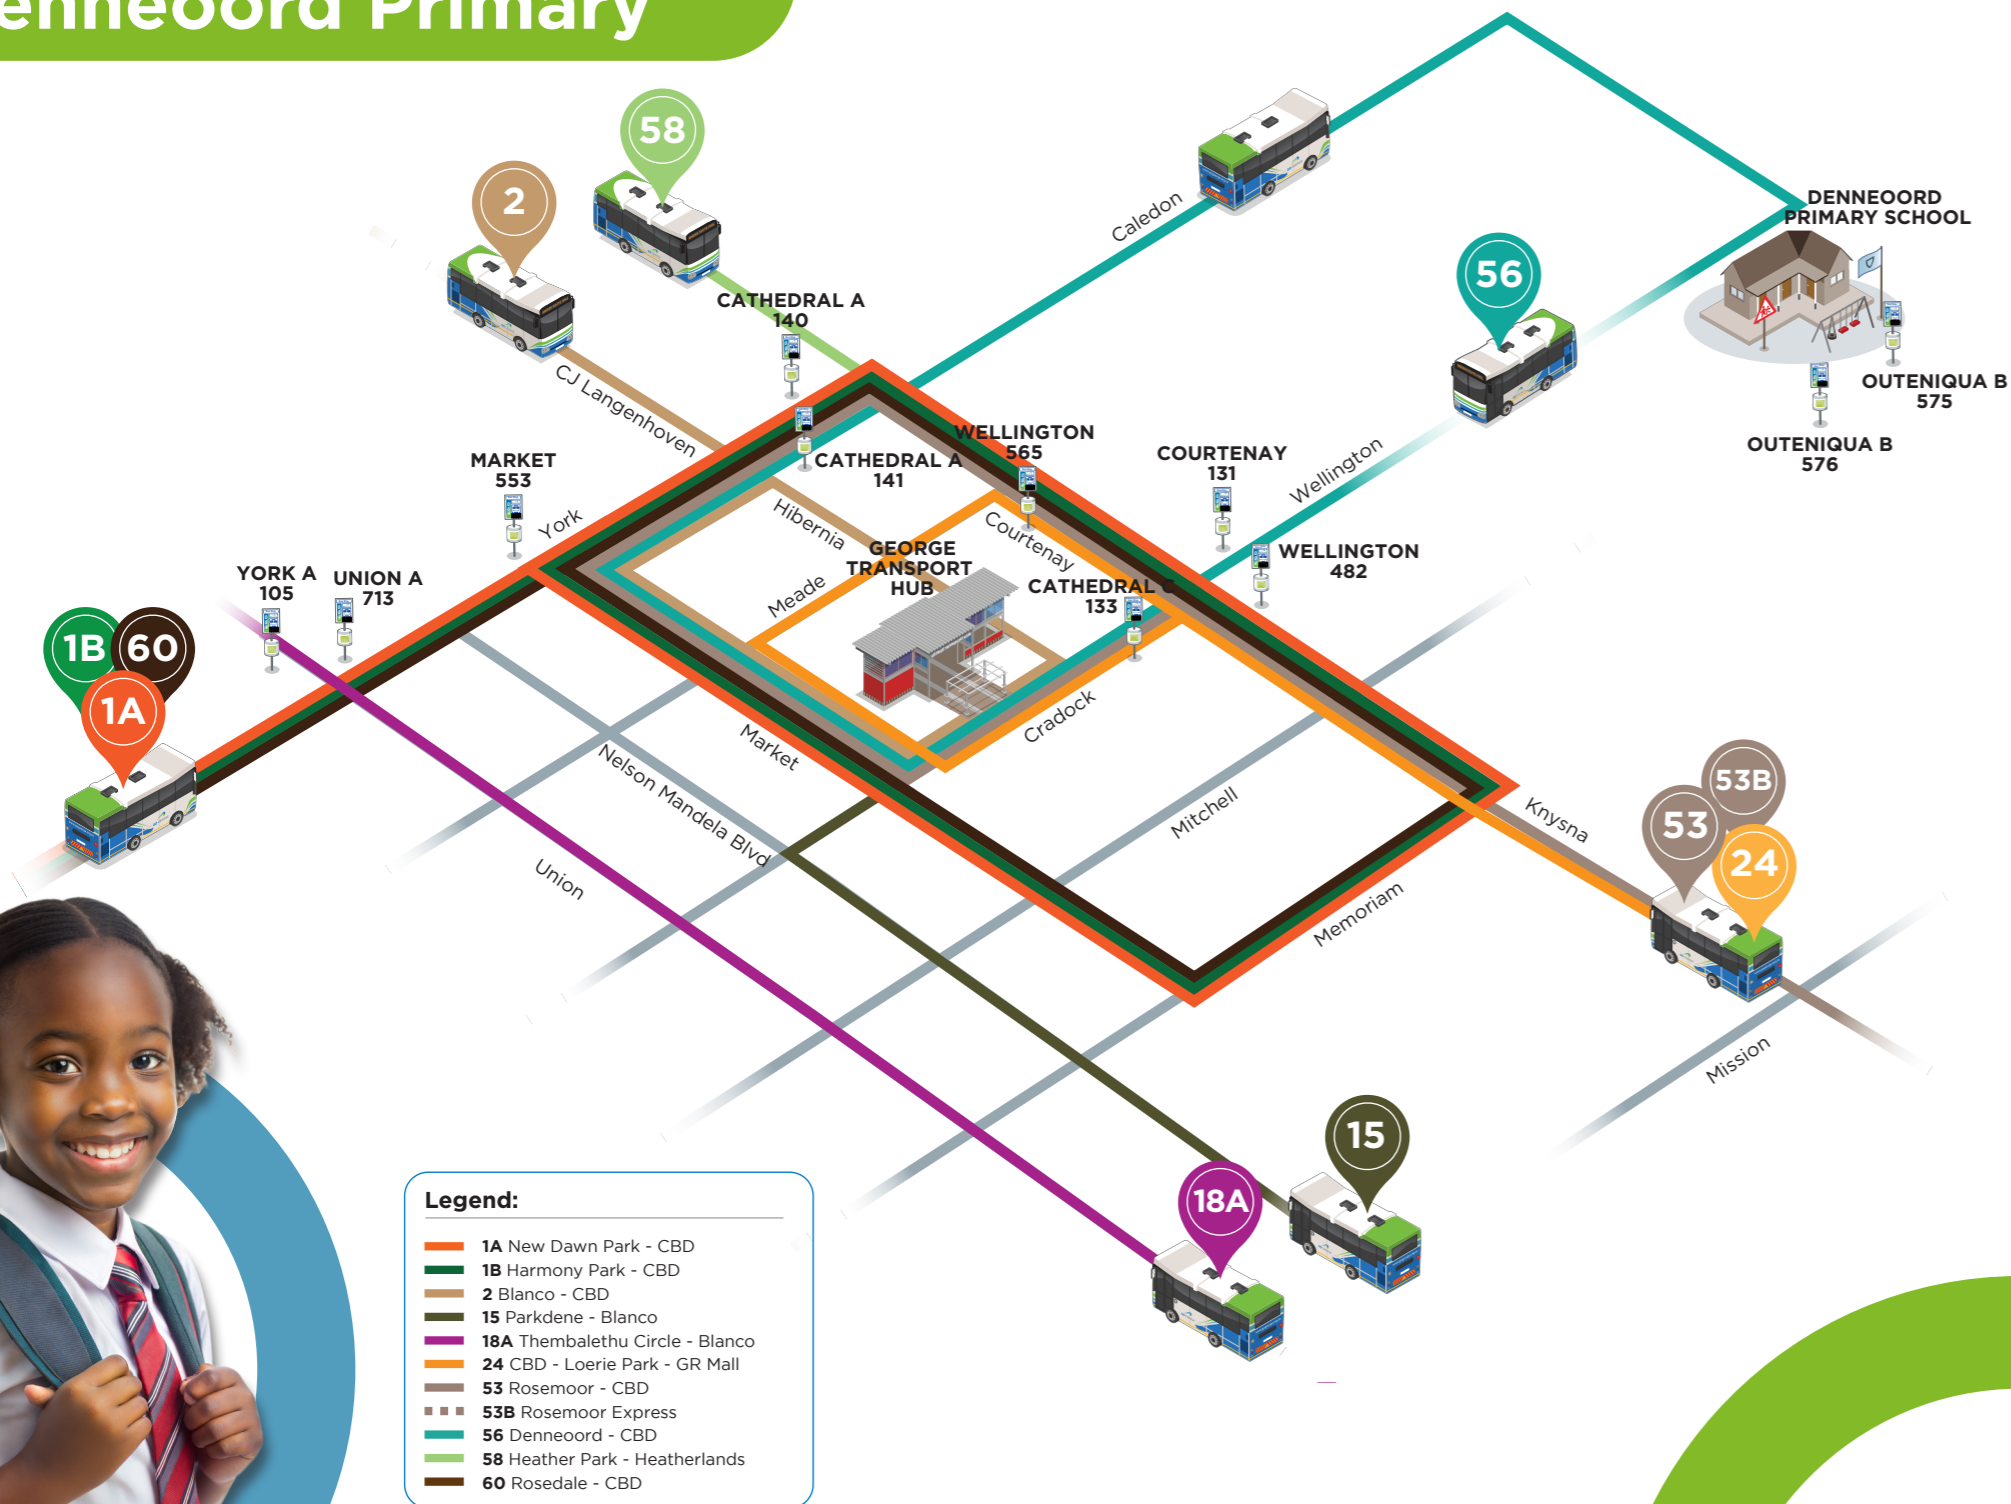 enneoord Primary
58
2
DENNEOORD
PRIMARY SCHOOL
Caledon
56
CATHEDRAL A
140
CJ Langenhoven
OUTENIQUA B
575
OUTENIQUA B
576
WELLINGTON
565
CATHEDRAL A
141
COURTENAY
131
Wellington
MARKET
553
York
Hibernia
Courtenay
GEORGE
TRANSPORT
HUB
WELLINGTON
482
YORK A
105
UNION A
713
Meade
CATHEDRAL C
133
1B
60
1A
Cradock
Market
Nelson Mandela Blvd
Mitchell
Knysna
53B
53
24
Union
Memoriam
Mission
15
18A
Legend:
1A New Dawn Park - CBD
1B Harmony Park - CBD
2 Blanco - CBD
15 Parkdene - Blanco
18A Thembalethu Circle - Blanco
24 CBD - Loerie Park - GR Mall
53 Rosemoor - CBD
53B Rosemoor Express
56 Denneoord - CBD
58 Heather Park - Heatherlands
60 Rosedale - CBD